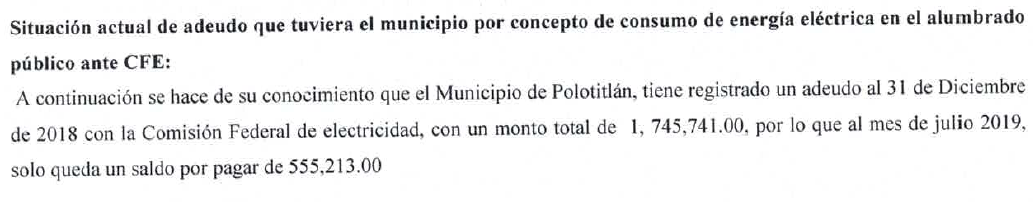 Situación actual de adeudo que tuviera el municipio por concepto de consumo de energía eléctrica en el alumbrado
público ante CFE:
A continuación se hace de su conocimiento que el Municipio de Polotitlán, tiene registrado un adeudo al 31 de Diciembre
de 2018 con la Comisión Federal de electricidad, con un monto total de 1, 745,741.00, por lo que al mes de julio 2019,
solo queda un saldo por pagar de 555,213.00